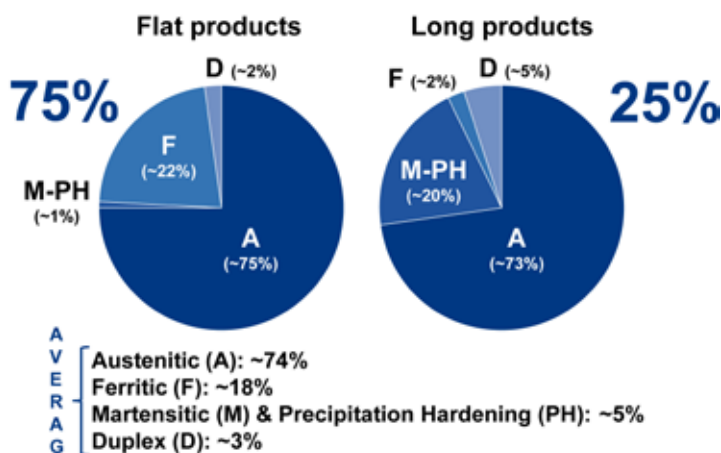 Flat products
Long products
75%
D (~2%)
F
(~22%)
M-PH
(~1%)
A
(~75%)
F (~2%)
D (~5%)
25%
M-PH
(~20%)
A
(~73%)
A
V
E
R
A
G
Austenitic (A): ~74%
Ferritic (F): ~18%
Martensitic (M) & Precipitation Hardening (PH): ~5%
Duplex (D): ~3%